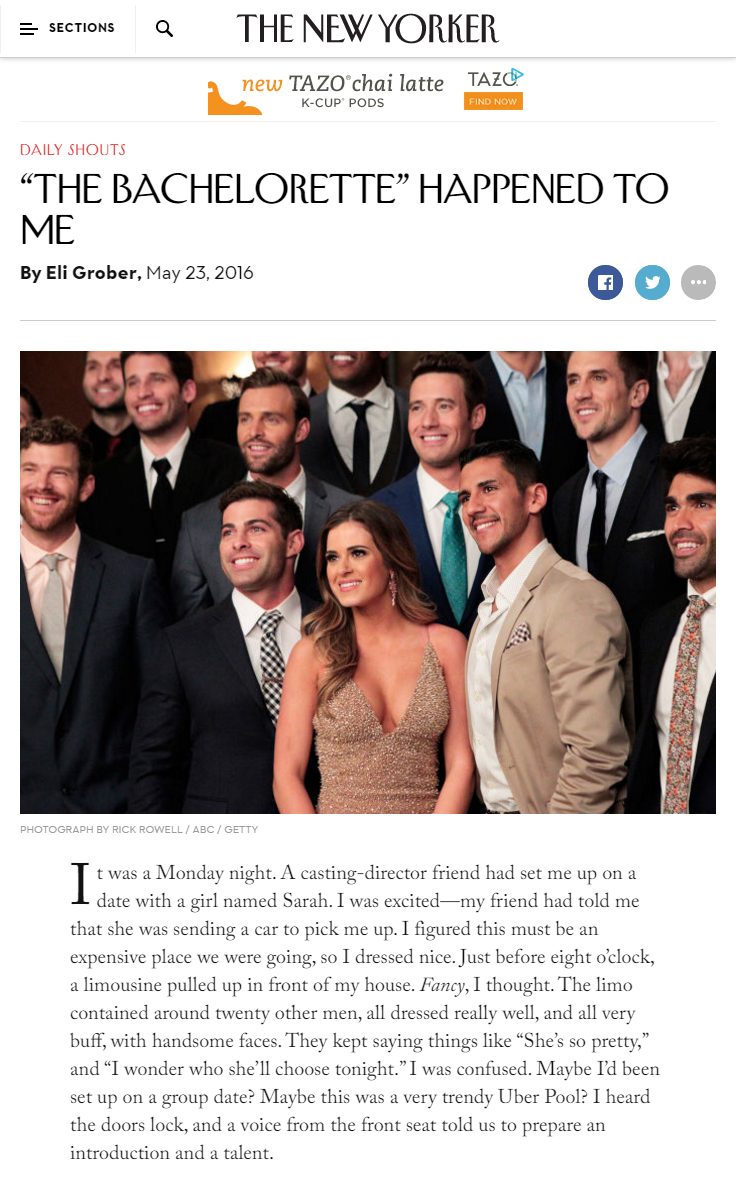 SECTIONS
THE NEW YORKER
new TAZO®chai latte
K-CUP® PODS
TAZO
FIND NOW
DAILY SHOUTS
“THE BACHELORETTE” HAPPENED TO
ME
By Eli Grober, May 23, 2016
PHOTOGRAPH BY RICK ROWELL / ABC / GETTY
It was a Monday night. A casting-director friend had set me up on a
date with a girl named Sarah. I was excited—my friend had told me
that she was sending a car to pick me up. I figured this must be an
expensive place we were going, so I dressed nice. Just before eight o’clock,
a limousine pulled up in front of my house. Fancy, I thought. The limo
contained around twenty other men, all dressed really well, and all very
buff, with handsome faces. They kept saying things like “She’s so pretty,”
and “I wonder who she’ll choose tonight.” I was confused. Maybe I’d been
set up on a group date? Maybe this was a very trendy Uber Pool? I heard
the doors lock, and a voice from the front seat told us to prepare an
introduction and a talent.